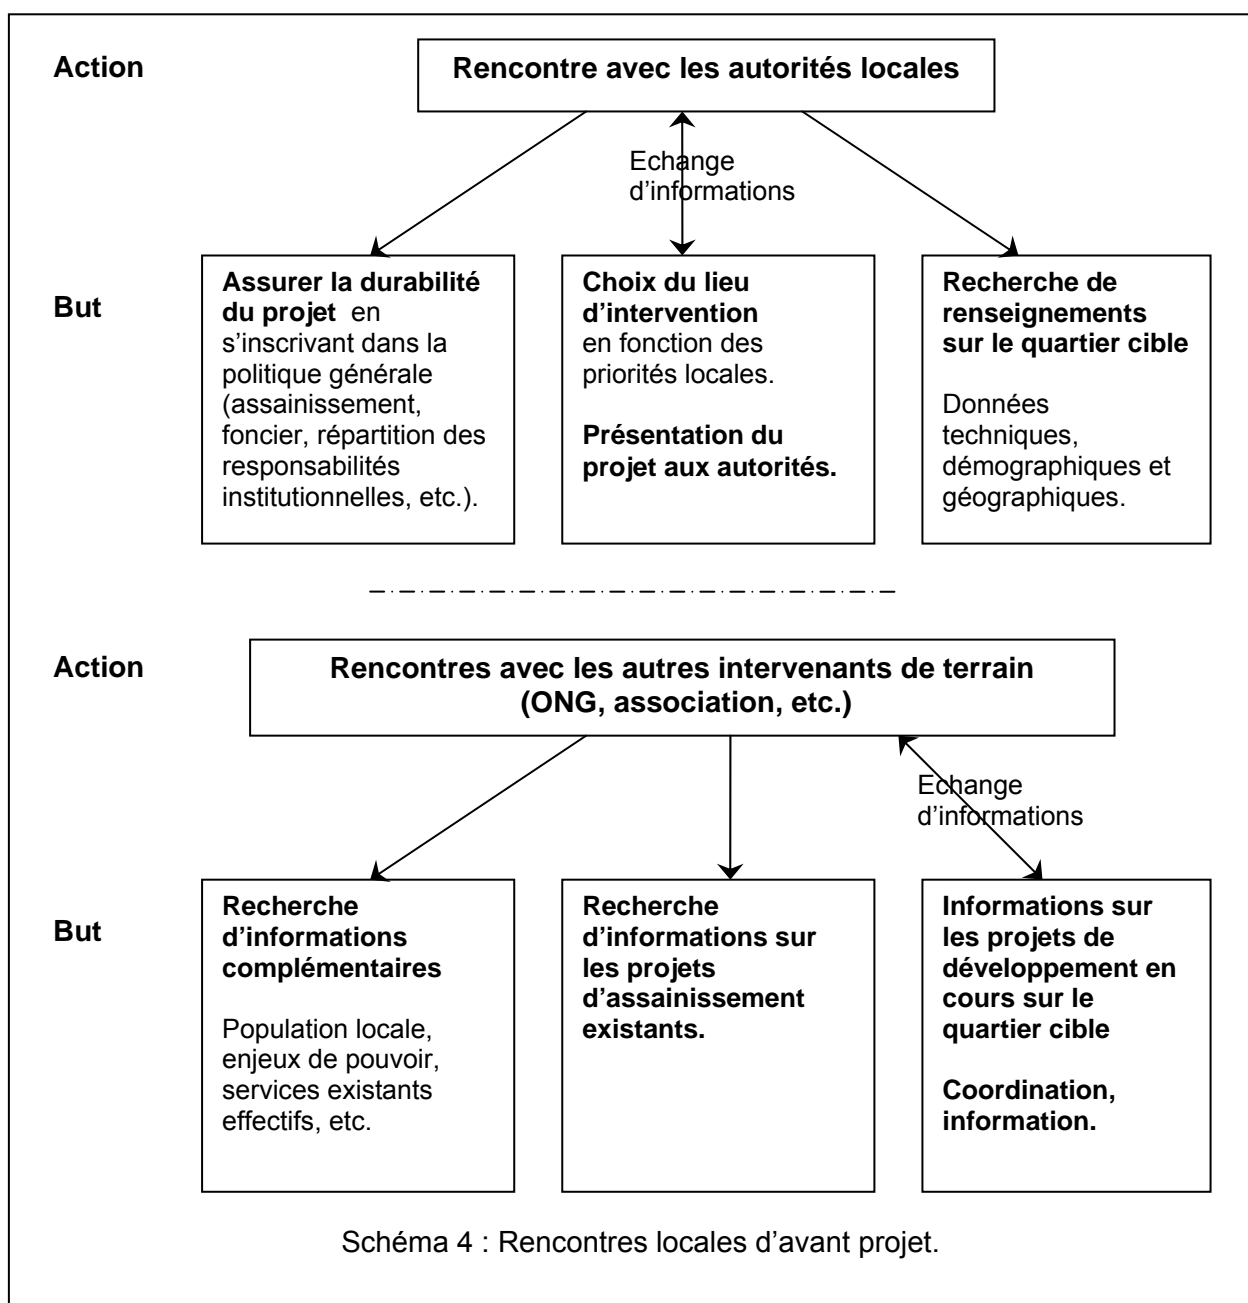 Action
Rencontre avec les autorités locales
Echange
d’informations
But
Assurer la durabilité
du projet  en
s’inscrivant dans la
politique générale
(assainissement,
foncier, répartition des
responsabilités
institutionnelles, etc.).
Choix du lieu
d’intervention
en fonction des
priorités locales.
Présentation du
projet aux autorités.
Recherche de
renseignements
sur le quartier cible
Données
techniques,
démographiques et
géographiques.
Action
Rencontres avec les autres intervenants de terrain
(ONG, association, etc.)
Echange
d’informations
But
Recherche
d’informations
complémentaires
Population locale,
enjeux de pouvoir,
services existants
effectifs, etc.
Recherche
d’informations sur
les projets
d’assainissement
existants.
Informations sur
les projets de
développement en
cours sur le
quartier cible
Coordination,
information.
Schéma 4 : Rencontres locales d’avant projet.